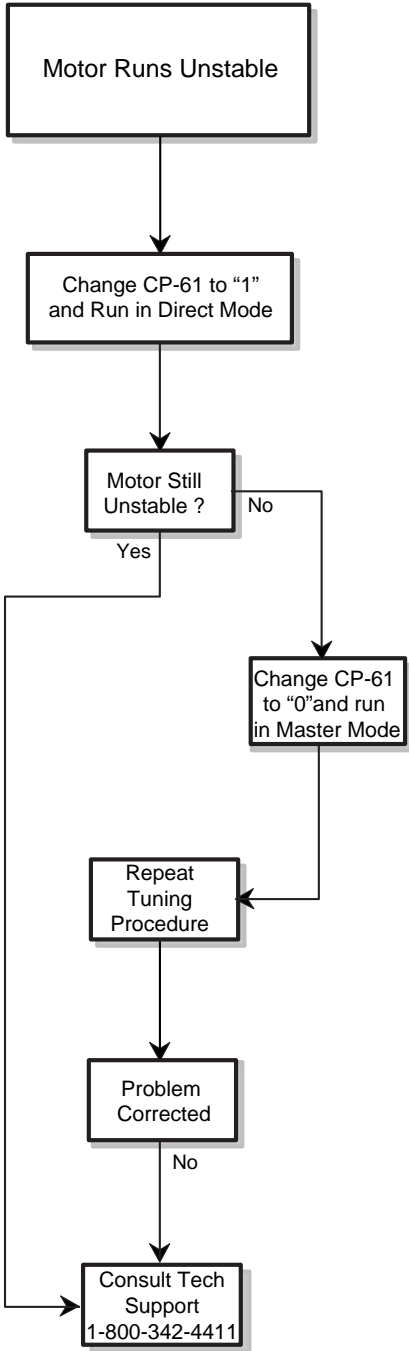 Motor Runs Unstable
Change CP-61 to “1”
and Run in Direct Mode
Motor Still
Unstable ?
No
Yes
Change CP-61
to “0”and run
in Master Mode
Repeat
Tuning
Procedure
Problem
Corrected
No
Consult Tech
Support
1-800-342-4411